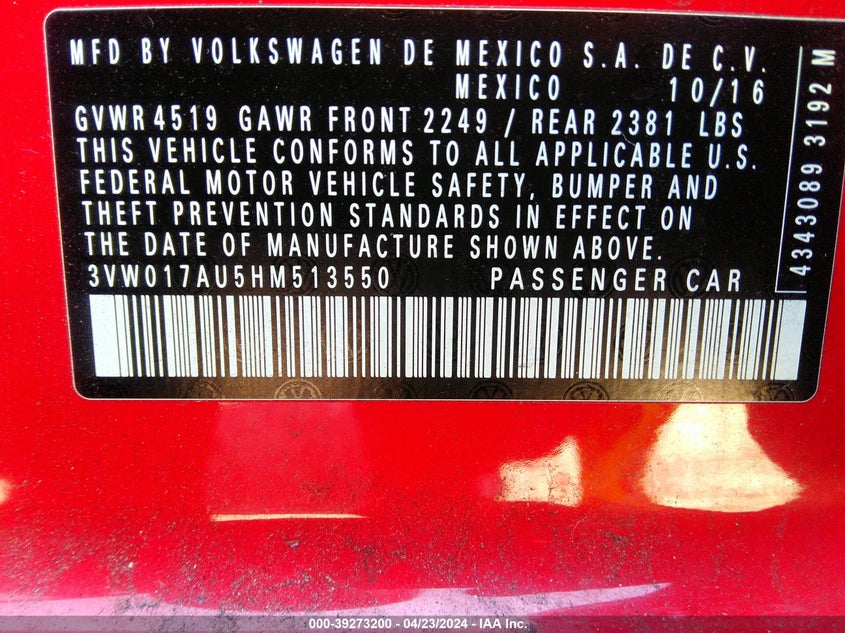 MFD BY VOLKSWAGEN DE MEXICO S.A. DE C.V.
MEXICO 10/16
GVWR 4519 GAWR FRONT 2249 / REAR 2381 LBS
THIS VEHICLE CONFORMS TO ALL APPLICABLE U.S.
FEDERAL MOTOR VEHICLE SAFETY, BUMPER AND
THEFT PREVENTION STANDARDS IN EFFECT ON
THE DATE OF MANUFACTURE SHOWN ABOVE.
3VW017AU5HM513550 PASSENGER CAR
4343089 3192 M
000-39273200 - 04/23/2024 - IAA, Inc.